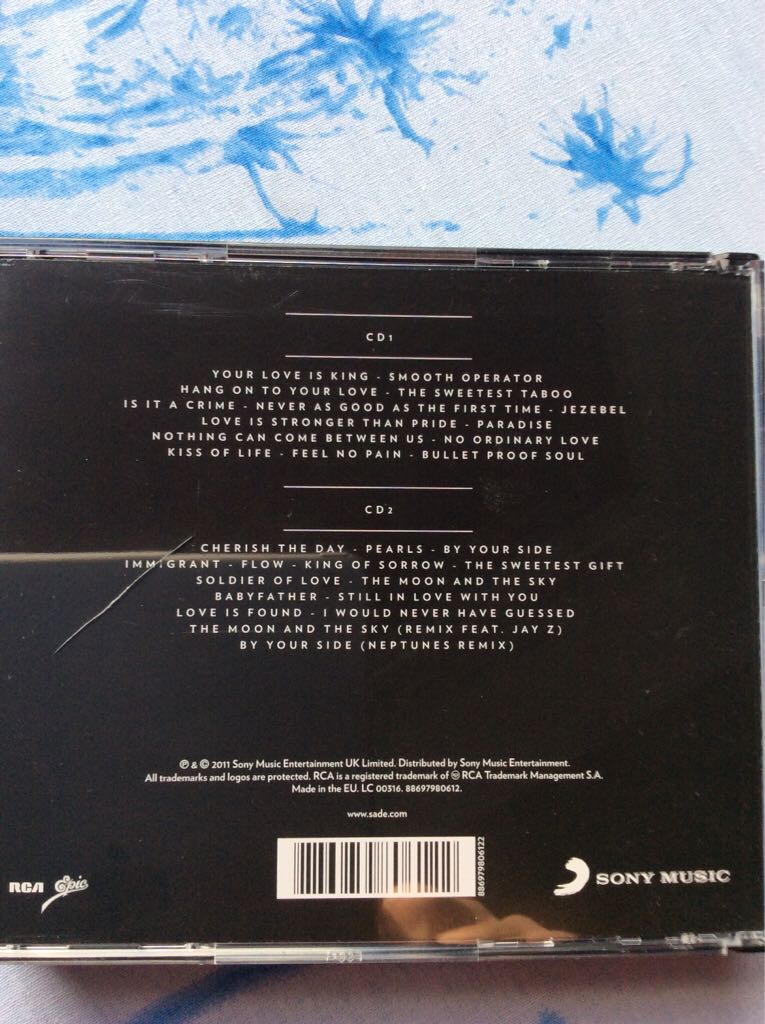 CD1
YOUR LOVE IS KING - SMOOTH OPERATOR
HANG ON TO YOUR LOVE - THE SWEETEST TABOO
IS IT A CRIME - NEVER AS GOOD AS THE FIRST TIME - JEZEBEL
LOVE IS STRONGER THAN PRIDE - PARADISE
NOTHING CAN COME BETWEEN US - NO ORDINARY LOVE
KISS OF LIFE - FEEL NO PAIN - BULLET PROOF SOUL
CD2
CHERISH THE DAY - PEARLS - BY YOUR SIDE
IMMIGRANT - FLOW - KING OF SORROW - THE SWEETEST GIFT
SOLDIER OF LOVE - THE MOON AND THE SKY
BABYFATHER - STILL IN LOVE WITH YOU
LOVE IS FOUND - I WOULD NEVER HAVE GUESSED
THE MOON AND THE SKY (REMIX FEAT. JAY Z)
BY YOUR SIDE (NEPTUNES REMIX)
℗ & © 2011 Sony Music Entertainment UK Limited. Distributed by Sony Music Entertainment.
All trademarks and logos are protected. RCA is a registered trademark of RCA Trademark Management S.A.
Made in the EU. LC 00316. 88697980612.
www.sade.com
886979806122
RCA Epic
SONY MUSIC